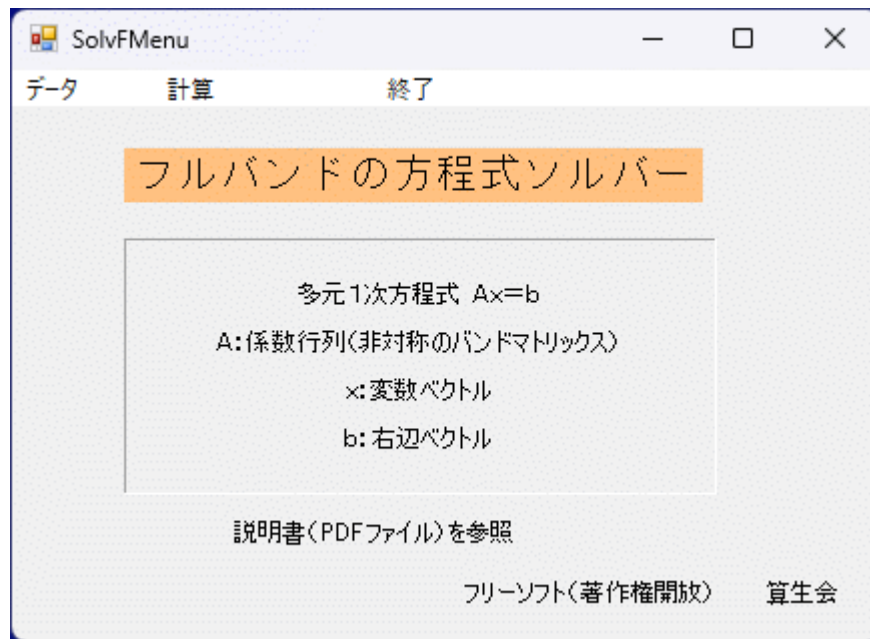 SolvFMenu
データ 計算 終了
フルバンドの方程式ソルバー
多元1次方程式 Ax=b
A:係数行列(非対称のバンドマトリックス)
x:変数ベクトル
b:右辺ベクトル
説明書(PDFファイル)を参照
フリーソフト(著作権開放) 算生会